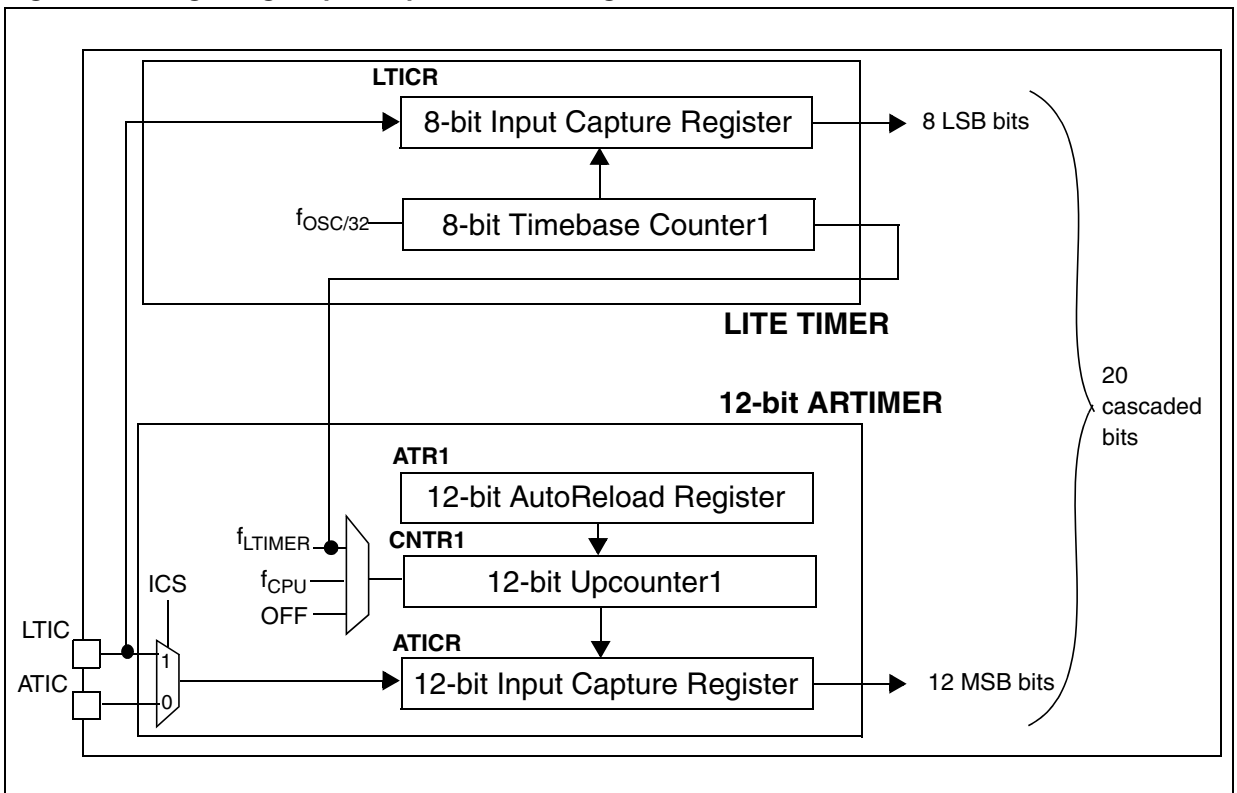 LTICR
8-bit Input Capture Register
8 LSB bits
fOSC/32
8-bit Timebase Counter1
LITE TIMER
20
cascaded
bits
12-bit ARTIMER
ATR1
12-bit AutoReload Register
fLTIMER
CNTR1
fCPU
12-bit Upcounter1
OFF
ICS
LTIC
1
ATICR
ATIC
12-bit Input Capture Register
12 MSB bits
0